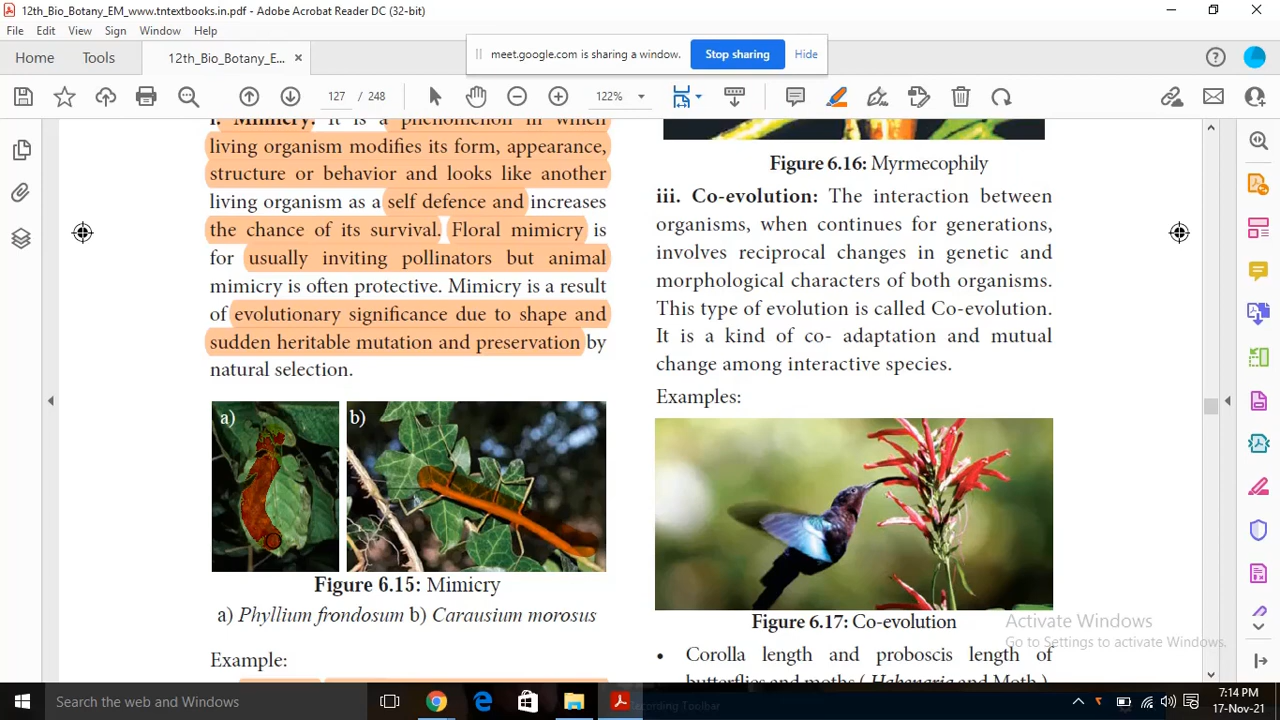 12th_Bio_Botany_EM_www.tntextbooks.in.pdf - Adobe Acrobat Reader DC (32-bit)
File Edit View Sign Window Help
meet.google.com is sharing a window. Stop sharing Hide
Home Tools 12th_Bio_Botany_E... ×
127 / 248 122%
i. Mimicry: It is a phenomenon in which
living organism modifies its form, appearance,
structure or behavior and looks like another
living organism as a self defence and increases
the chance of its survival. Floral mimicry is
for usually inviting pollinators but animal
mimicry is often protective. Mimicry is a result
of evolutionary significance due to shape and
sudden heritable mutation and preservation by
natural selection.
a) b)
Figure 6.15: Mimicry
a) Phyllium frondosum b) Carausium morosus
Example:
Figure 6.16: Myrmecophily
iii. Co-evolution: The interaction between
organisms, when continues for generations,
involves reciprocal changes in genetic and
morphological characters of both organisms.
This type of evolution is called Co-evolution.
It is a kind of co- adaptation and mutual
change among interactive species.
Examples:
Figure 6.17: Co-evolution
• Corolla length and proboscis length of
butterflies and moths ( Habenaria and Moth ).
Activate Windows
Go to Settings to activate Windows.
Search the web and Windows
Recording Toolbar
7:14 PM
17-Nov-21